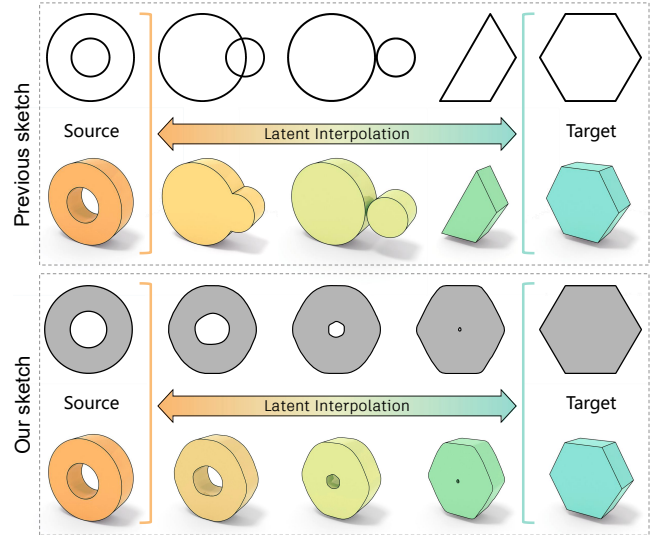 Previous sketch
Source
Latent Interpolation
Target
Our sketch
Source
Latent Interpolation
Target